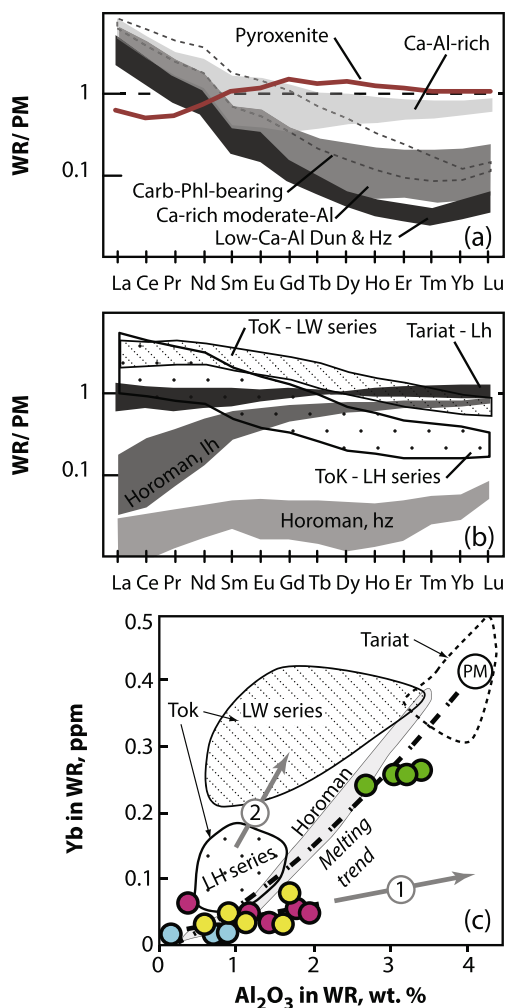 Pyroxenite
Ca-Al-rich
WR/ PM
1
0.1
Carb-Phl-bearing
Ca-rich moderate-Al
Low-Ca-Al Dun & Hz
(a)
La Ce Pr Nd Sm Eu Gd Tb Dy Ho Er Tm Yb Lu
ToK - LW series
Tariat - Lh
WR/ PM
1
0.1
Horoman, lh
ToK - LH series
Horoman, hz
(b)
La Ce Pr Nd Sm Eu Gd Tb Dy Ho Er Tm Yb Lu
Yb in WR, ppm
0.5
0.4
0.3
0.2
0.1
0
Tariat
PM
Tok
LW series
2
Horoman
Melting
trend
LH series
1
(c)
0 1 2 3 4
Al₂O₃ in WR, wt. %